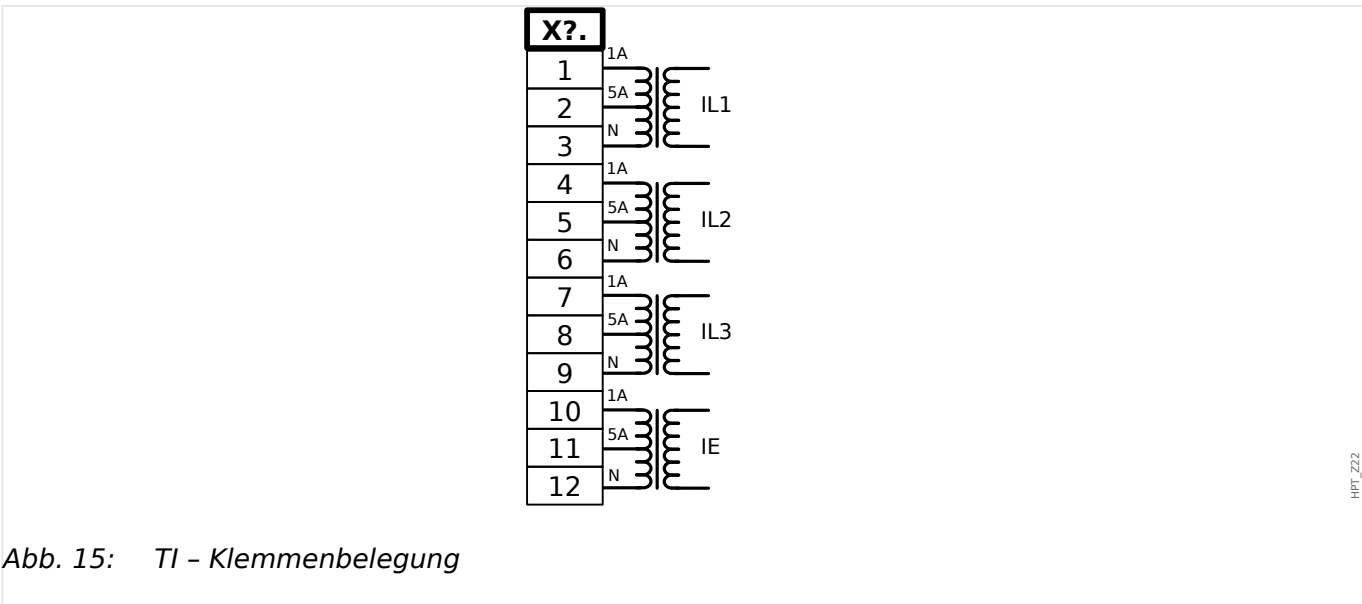 X?.
1A
1
5A
IL1
2
N
3
1A
4
5A
IL2
5
N
6
1A
7
5A
IL3
8
N
9
1A
10
5A
IE
11
N
12
HPT_Z22
Abb. 15: TI – Klemmenbelegung